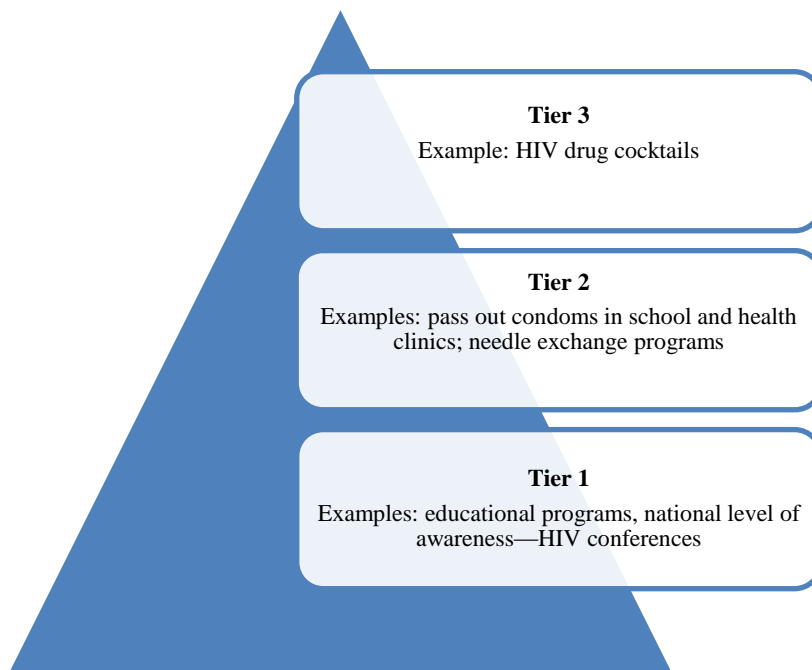 Tier 3
Example: HIV drug cocktails
Tier 2
Examples: pass out condoms in school and health
clinics; needle exchange programs
Tier 1
Examples: educational programs, national level of
awareness—HIV conferences